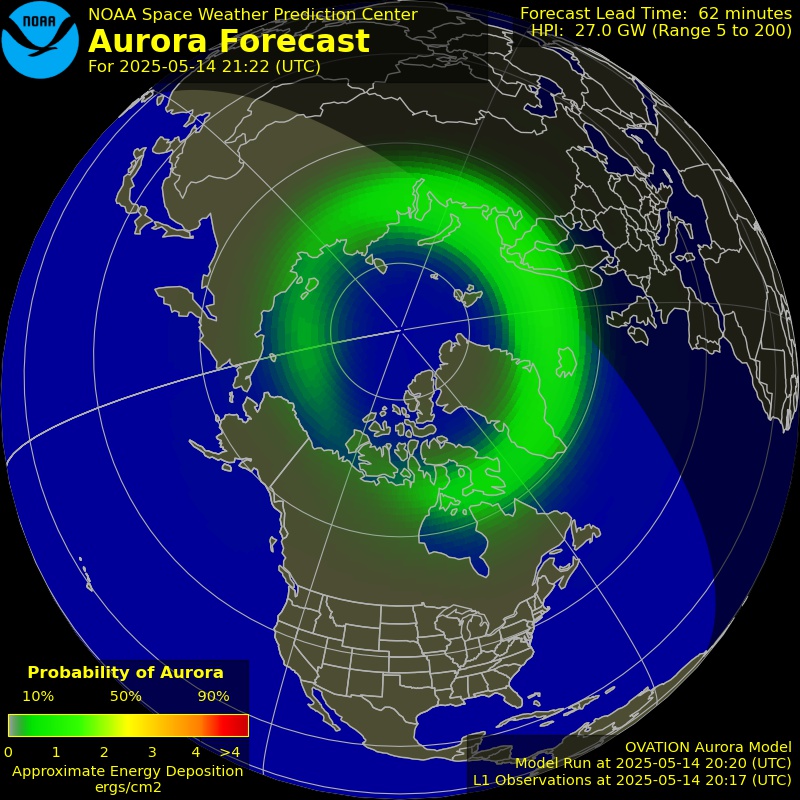 NOAA
NOAA Space Weather Prediction Center
Aurora Forecast
For 2025-05-14 21:22 (UTC)
Forecast Lead Time: 62 minutes
HPI: 27.0 GW (Range 5 to 200)
Probability of Aurora
10% 50% 90%
0 1 2 3 4 >4
Approximate Energy Deposition
ergs/cm2
OVATION Aurora Model
Model Run at 2025-05-14 20:20 (UTC)
L1 Observations at 2025-05-14 20:17 (UTC)